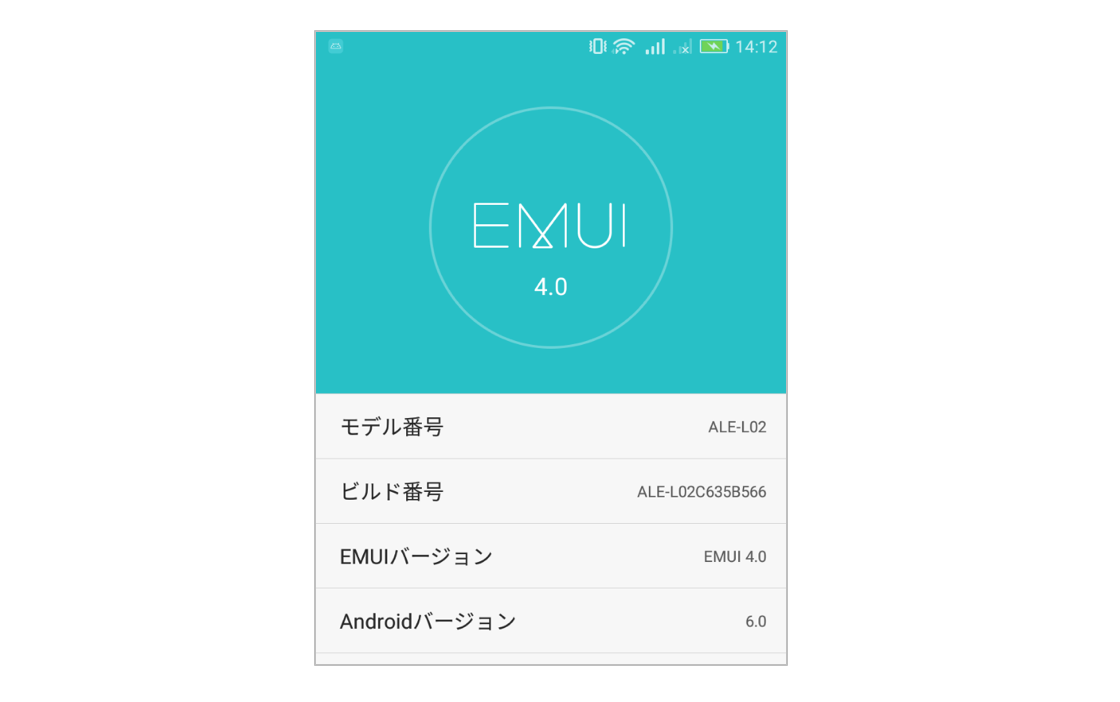 14:12
EMUI
4.0
モデル番号 ALE-L02
ビルド番号 ALE-L02C635B566
EMUIバージョン EMUI 4.0
Androidバージョン 6.0